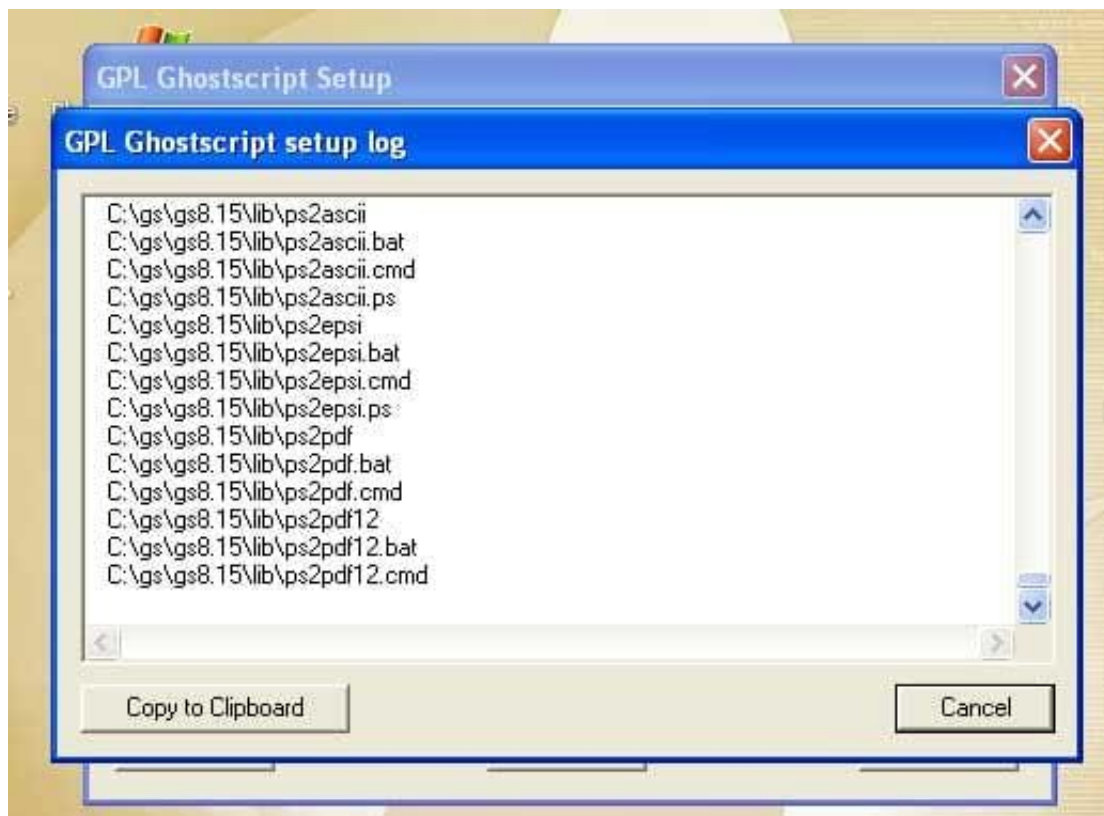 GPL Ghostscript Setup
GPL Ghostscript setup log
C:\gs\gs8.15\lib\ps2ascii
C:\gs\gs8.15\lib\ps2ascii.bat
C:\gs\gs8.15\lib\ps2ascii.cmd
C:\gs\gs8.15\lib\ps2ascii.ps
C:\gs\gs8.15\lib\ps2epsi
C:\gs\gs8.15\lib\ps2epsi.bat
C:\gs\gs8.15\lib\ps2epsi.cmd
C:\gs\gs8.15\lib\ps2epsi.ps
C:\gs\gs8.15\lib\ps2pdf
C:\gs\gs8.15\lib\ps2pdf.bat
C:\gs\gs8.15\lib\ps2pdf.cmd
C:\gs\gs8.15\lib\ps2pdf12
C:\gs\gs8.15\lib\ps2pdf12.bat
C:\gs\gs8.15\lib\ps2pdf12.cmd
Copy to Clipboard
Cancel